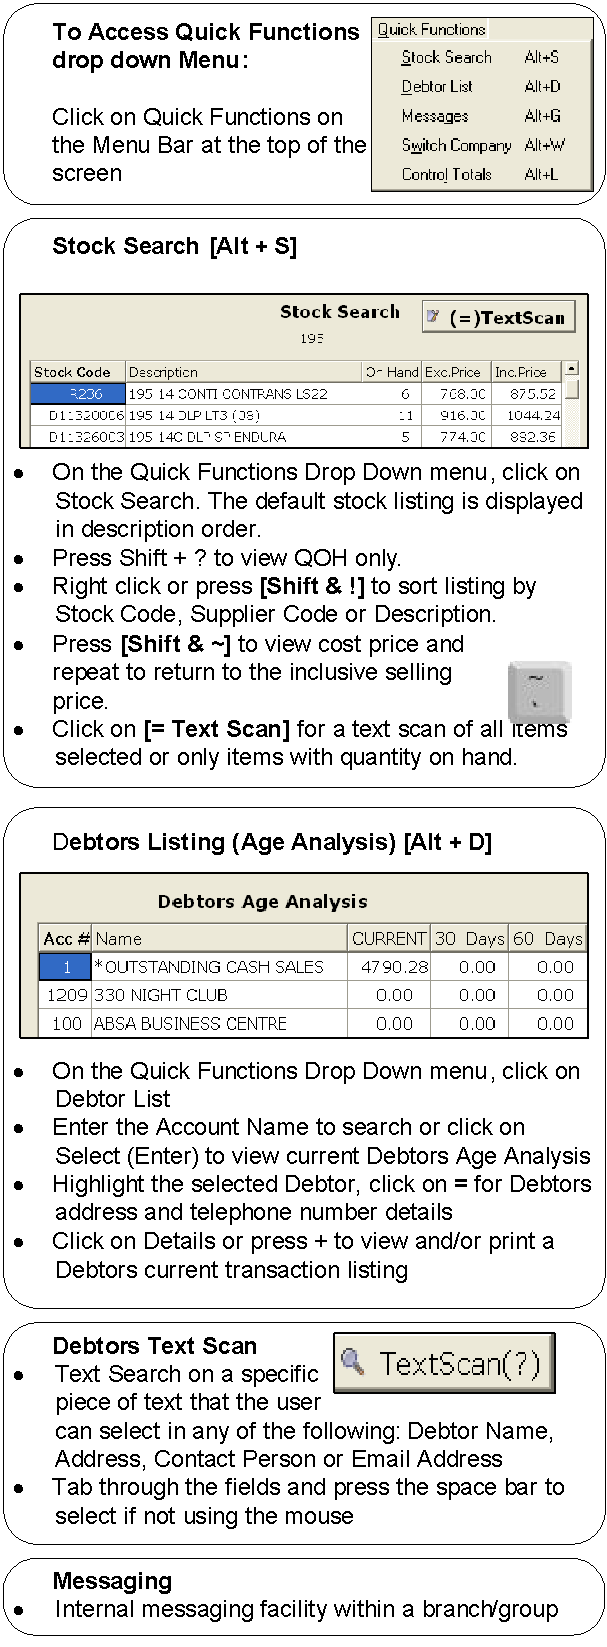 To Access Quick Functions
drop down Menu:
Click on Quick Functions on
the Menu Bar at the top of the
screen
Quick Functions
Stock Search Alt+S
Debtor List Alt+D
Messages Alt+G
Switch Company Alt+W
Control Totals Alt+L
Stock Search [Alt + S]
Stock Search (=)TextScan
195
Stock Code Description On Hand Exc.Price Inc.Price
R206 195 14 CONTI CONTRANS LS22 6 768.00 875.52
D11320006 195 14 DLP LT3 (09) 11 916.00 1044.24
D11326003 195 14C DLP SP ENDURA 5 774.00 882.36
• On the Quick Functions Drop Down menu, click on
Stock Search. The default stock listing is displayed
in description order.
• Press Shift + ? to view QOH only.
• Right click or press [Shift & !] to sort listing by
Stock Code, Supplier Code or Description.
• Press [Shift & ~] to view cost price and
repeat to return to the inclusive selling
price.
~
• Click on [= Text Scan] for a text scan of all items
selected or only items with quantity on hand.
Debtors Listing (Age Analysis) [Alt + D]
Debtors Age Analysis
Acc # Name CURRENT 30 Days 60 Days
1 *OUTSTANDING CASH SALES 4790.28 0.00 0.00
1209 330 NIGHT CLUB 0.00 0.00 0.00
100 ABSA BUSINESS CENTRE 0.00 0.00 0.00
• On the Quick Functions Drop Down menu, click on
Debtor List
• Enter the Account Name to search or click on
Select (Enter) to view current Debtors Age Analysis
• Highlight the selected Debtor, click on = for Debtors
address and telephone number details
• Click on Details or press + to view and/or print a
Debtors current transaction listing
Debtors Text Scan
TextScan(?)
• Text Search on a specific
piece of text that the user
can select in any of the following: Debtor Name,
Address, Contact Person or Email Address
• Tab through the fields and press the space bar to
select if not using the mouse
Messaging
• Internal messaging facility within a branch/group